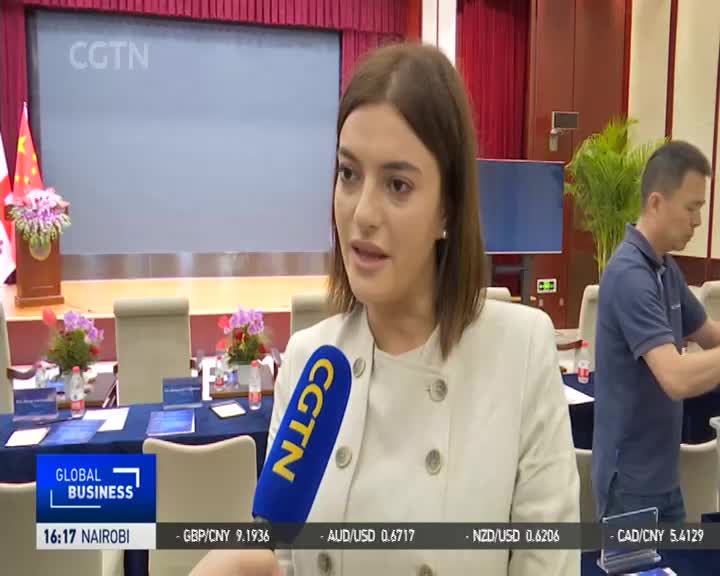 CGTN
CGTN
GLOBAL
BUSINESS
16:17 NAIROBI
- GBP/CNY 9.1936 - AUD/USD 0.6717 - NZD/USD 0.6206 - CAD/CNY 5.4129